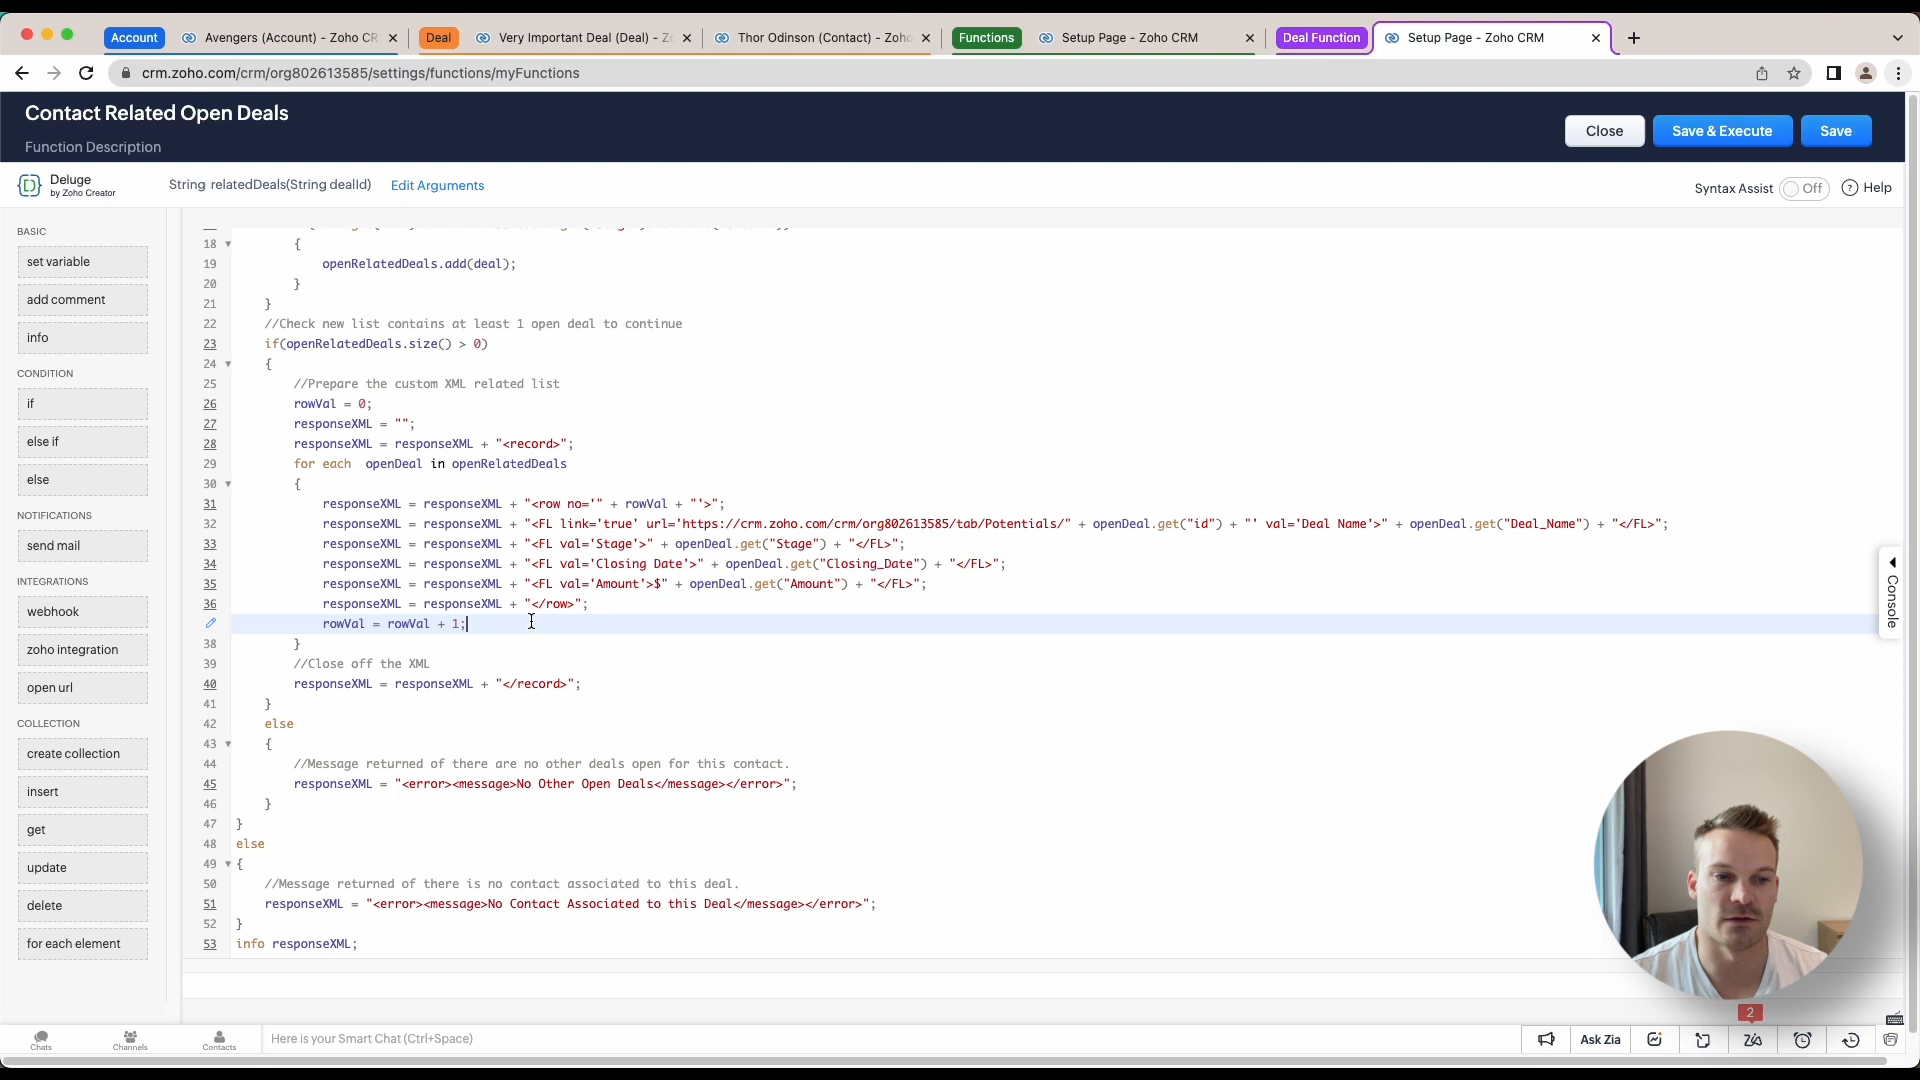 Account
Avengers (Account) - Zoho CR
Deal
Very Important Deal (Deal) - Z
Thor Odinson (Contact) - Zoho
Functions
Setup Page - Zoho CRM
Deal Function
Setup Page - Zoho CRM
crm.zoho.com/crm/org802613585/settings/functions/myFunctions
Contact Related Open Deals
Function Description
Close
Save & Execute
Save
Deluge
by Zoho Creator
String relatedDeals(String dealId)
Edit Arguments
Syntax Assist
Off
Help
BASIC
set variable
add comment
info
CONDITION
if
else if
else
NOTIFICATIONS
send mail
INTEGRATIONS
webhook
zoho integration
open url
COLLECTION
create collection
insert
get
update
delete
for each element
18 {
19 openRelatedDeals.add(deal);
20 }
21 }
22 //Check new list contains at least 1 open deal to continue
23 if(openRelatedDeals.size() > 0)
24 {
25 //Prepare the custom XML related list
26 rowVal = 0;
27 responseXML = "";
28 responseXML = responseXML + "<record>";
29 for each  openDeal in openRelatedDeals
30 {
31 responseXML = responseXML + "<row no='" + rowVal + "'>";
32 responseXML = responseXML + "<FL link='true' url='https://crm.zoho.com/crm/org802613585/tab/Potentials/" + openDeal.get("id") + "' val='Deal Name'>" + openDeal.get("Deal_Name") + "</FL>";
33 responseXML = responseXML + "<FL val='Stage'>" + openDeal.get("Stage") + "</FL>";
34 responseXML = responseXML + "<FL val='Closing Date'>" + openDeal.get("Closing_Date") + "</FL>";
35 responseXML = responseXML + "<FL val='Amount'>$" + openDeal.get("Amount") + "</FL>";
36 responseXML = responseXML + "</row>";
rowVal = rowVal + 1;
38 }
39 //Close off the XML
40 responseXML = responseXML + "</record>";
41 }
42 else
43 {
44 //Message returned of there are no other deals open for this contact.
45 responseXML = "<error><message>No Other Open Deals</message></error>";
46 }
47 }
48 else
49 {
50 //Message returned of there is no contact associated to this deal.
51 responseXML = "<error><message>No Contact Associated to this Deal</message></error>";
52 }
53 info responseXML;
Console
2
Chats
Channels
Contacts
Here is your Smart Chat (Ctrl+Space)
Ask Zia